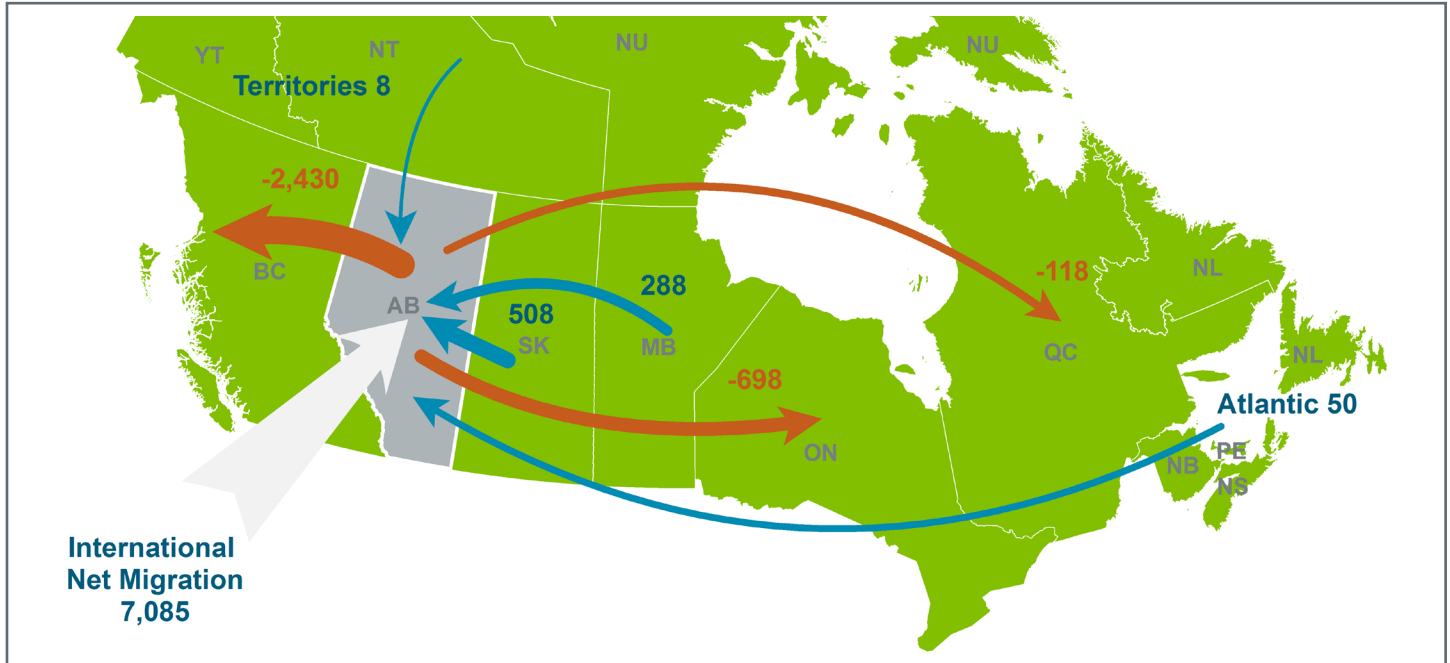 YT
NT
NU
NU
Territories 8
-2,430
BC
AB
508
SK
288
MB
-118
NL
QC
NL
-698
ON
Atlantic 50
PE
NB
NS
International
Net Migration
7,085